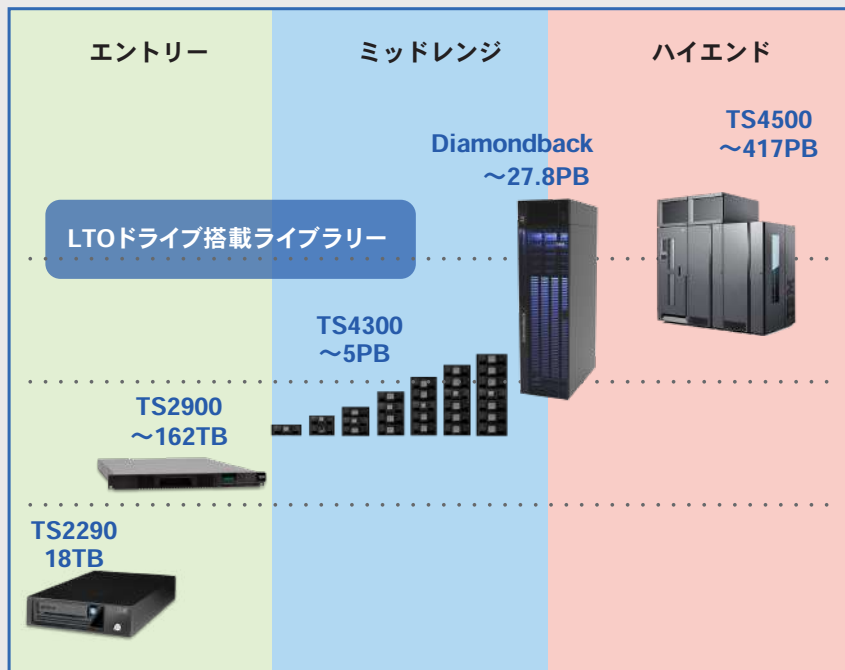 エントリー
ミッドレンジ
ハイエンド
TS4500
～417PB
Diamondback
～27.8PB
LTOドライブ搭載ライブラリー
TS4300
～5PB
TS2900
～162TB
TS2290
18TB